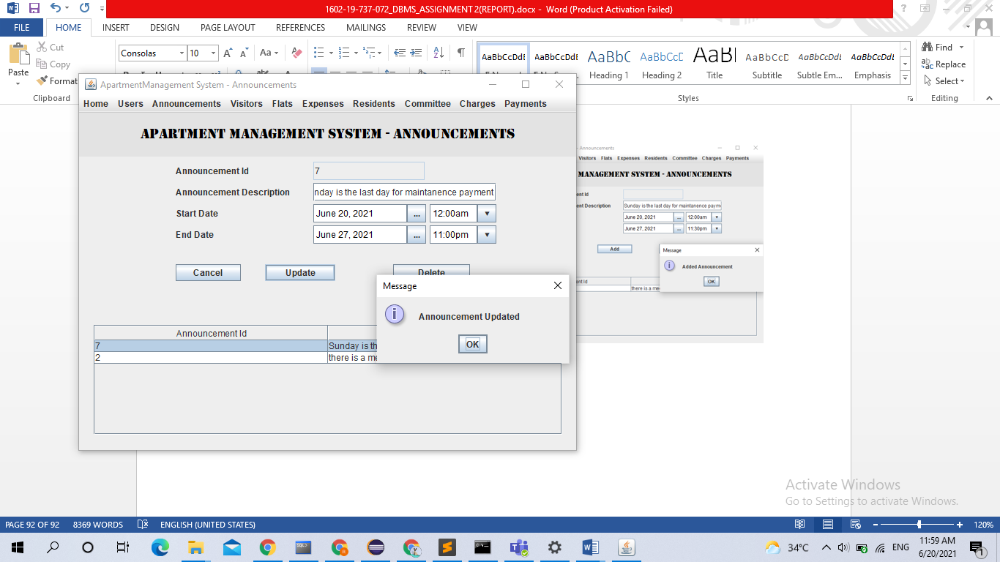 1602-19-737-072_DBMS_ASSIGNMENT 2(REPORT).docx - Word (Product Activation Failed)
FILE HOME INSERT DESIGN PAGE LAYOUT REFERENCES MAILINGS REVIEW VIEW
Cut
Copy
Format
Paste
Clipboard
Consolas 10
Aa
AaBbCcDdE AaBbCcDdE AaBbC AaBbCcC AaBl AaBbCcD AaBbCcDdE AaBbCcDdE
Heading 1 Heading 2 Title Subtitle Subtle Em... Emphasis
Styles
Find
Replace
Select
Editing
ApartmentManagement System - Announcements
Home Users Announcements Visitors Flats Expenses Residents Committee Charges Payments
APARTMENT MANAGEMENT SYSTEM - ANNOUNCEMENTS
Announcement Id 7
Announcement Description nday is the last day for maintanence payment
Start Date June 20, 2021 ... 12:00am
End Date June 27, 2021 ... 11:00pm
Cancel Update Delete
Message
Announcement Updated
OK
Announcement Id
7 Sunday is th
2 there is a me
- Announcements
Visitors Flats Expenses Residents Committee Charges Payments
MANAGEMENT SYSTEM - ANNOUNCEMENTS
ent Id
ent Description Sunday is the last day for maintanence paym
June 20, 2021 ... 12:00am
June 27, 2021 ... 11:30pm
Add
Message
Added Announcement
OK
ent Id
there is a mee
Activate Windows
Go to Settings to activate Windows.
PAGE 92 OF 92 8369 WORDS ENGLISH (UNITED STATES) 120%
34°C ENG 11:59 AM
6/20/2021
1